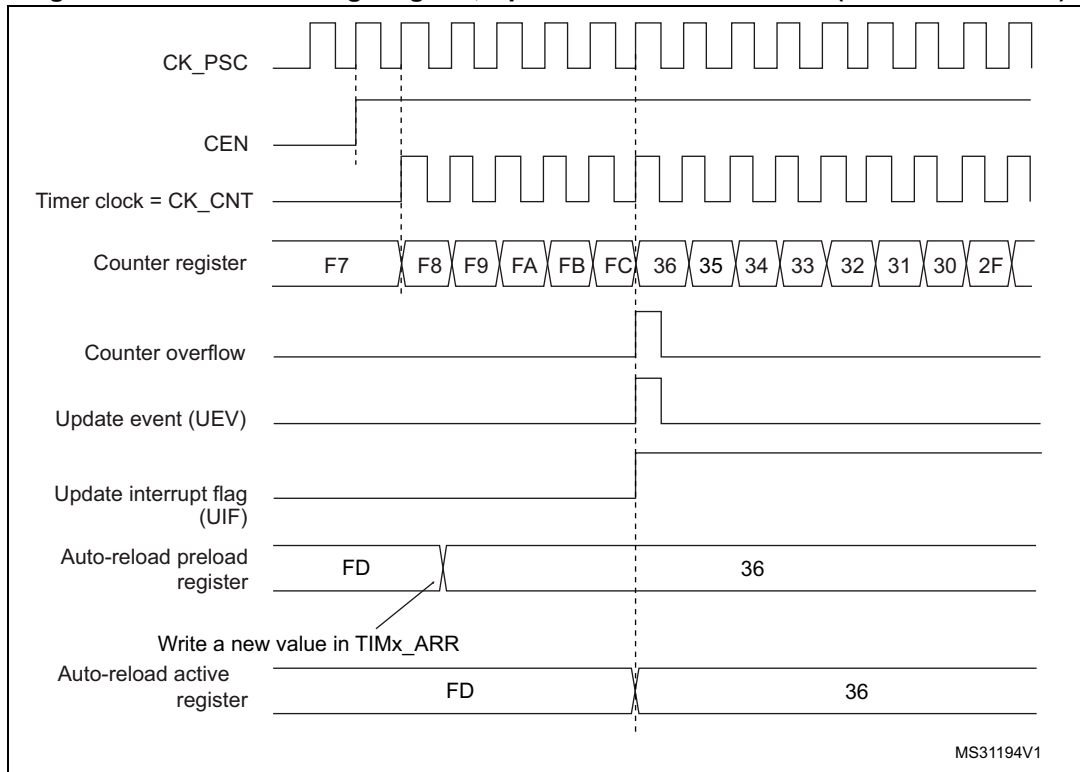 CK_PSC
CEN
Timer clock = CK_CNT
Counter register
F7 F8 F9 FA FB FC 36 35 34 33 32 31 30 2F
Counter overflow
Update event (UEV)
Update interrupt flag
(UIF)
Auto-reload preload
register
FD 36
Write a new value in TIMx_ARR
Auto-reload active
register
FD 36
MS31194V1